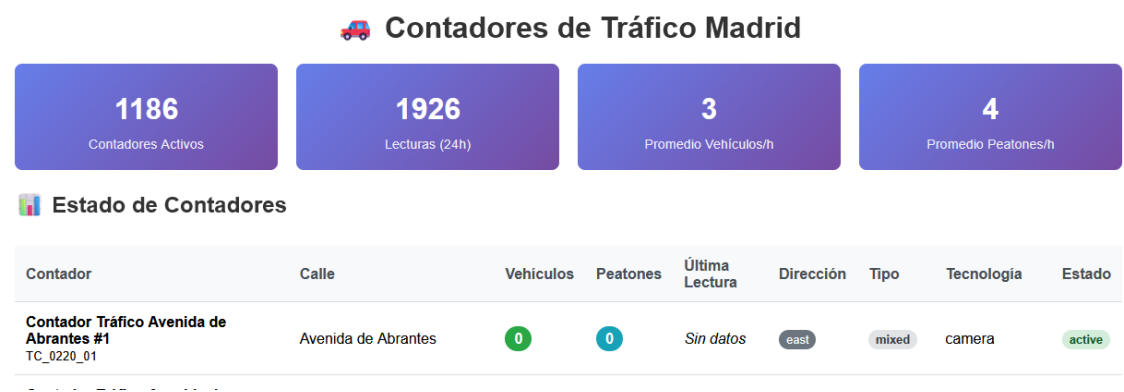 Contadores de Tráfico Madrid
1186
Contadores Activos
1926
Lecturas (24h)
3
Promedio Vehículos/h
4
Promedio Peatones/h
Estado de Contadores
Contador
Calle
Vehículos
Peatones
Última
Lectura
Dirección
Tipo
Tecnología
Estado
Contador Tráfico Avenida de
Abrantes #1
TC_0220_01
Avenida de Abrantes
0
0
Sin datos
east
mixed
camera
active